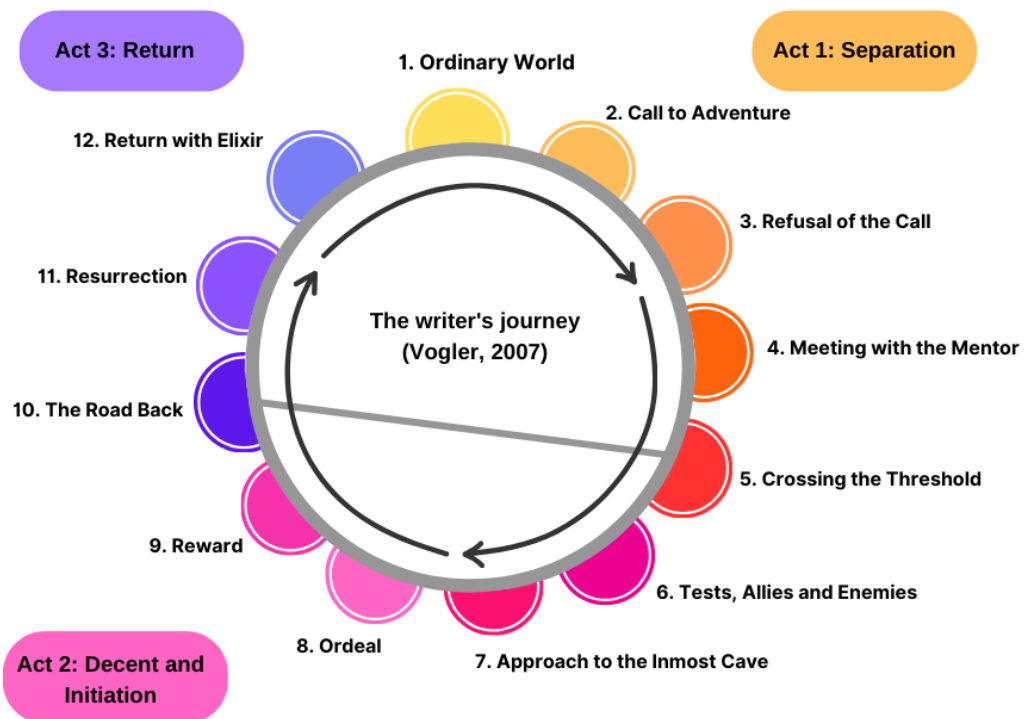 Act 3: Return
Act 1: Separation
1. Ordinary World
2. Call to Adventure
3. Refusal of the Call
4. Meeting with the Mentor
5. Crossing the Threshold
6. Tests, Allies and Enemies
7. Approach to the Inmost Cave
8. Ordeal
9. Reward
10. The Road Back
11. Resurrection
12. Return with Elixir
The writer's journey
(Vogler, 2007)
Act 2: Decent and
Initiation